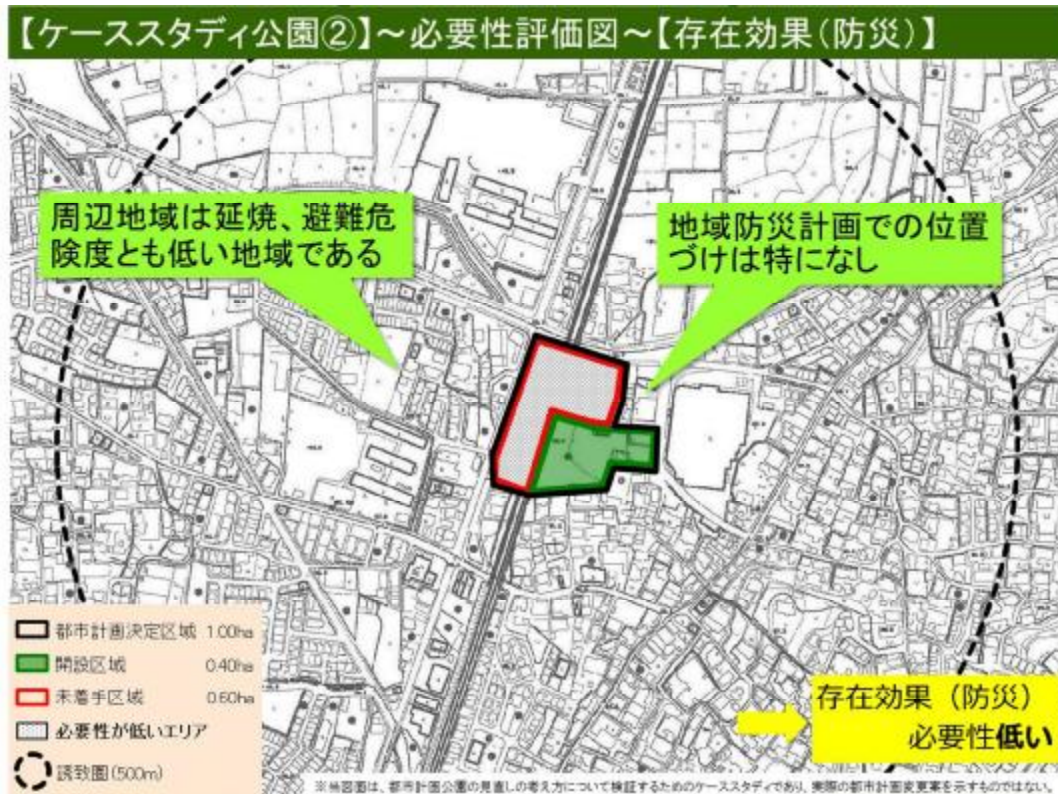 【ケーススタディ公園②】～必要性評価図～【存在効果（防災）】
周辺地域は延焼、避難危
険度とも低い地域である
地域防災計画での位置
づけは特になし
都市計画決定区域 1.00ha
開設区域 0.40ha
未着手区域 0.60ha
必要性が低いエリア
誘致圏(500m)
存在効果（防災）
必要性低い
※当図面は、都市計画公園の見直しの考え方について検証するためのケーススタディであり、実際の都市計画変更案を示すものではない。